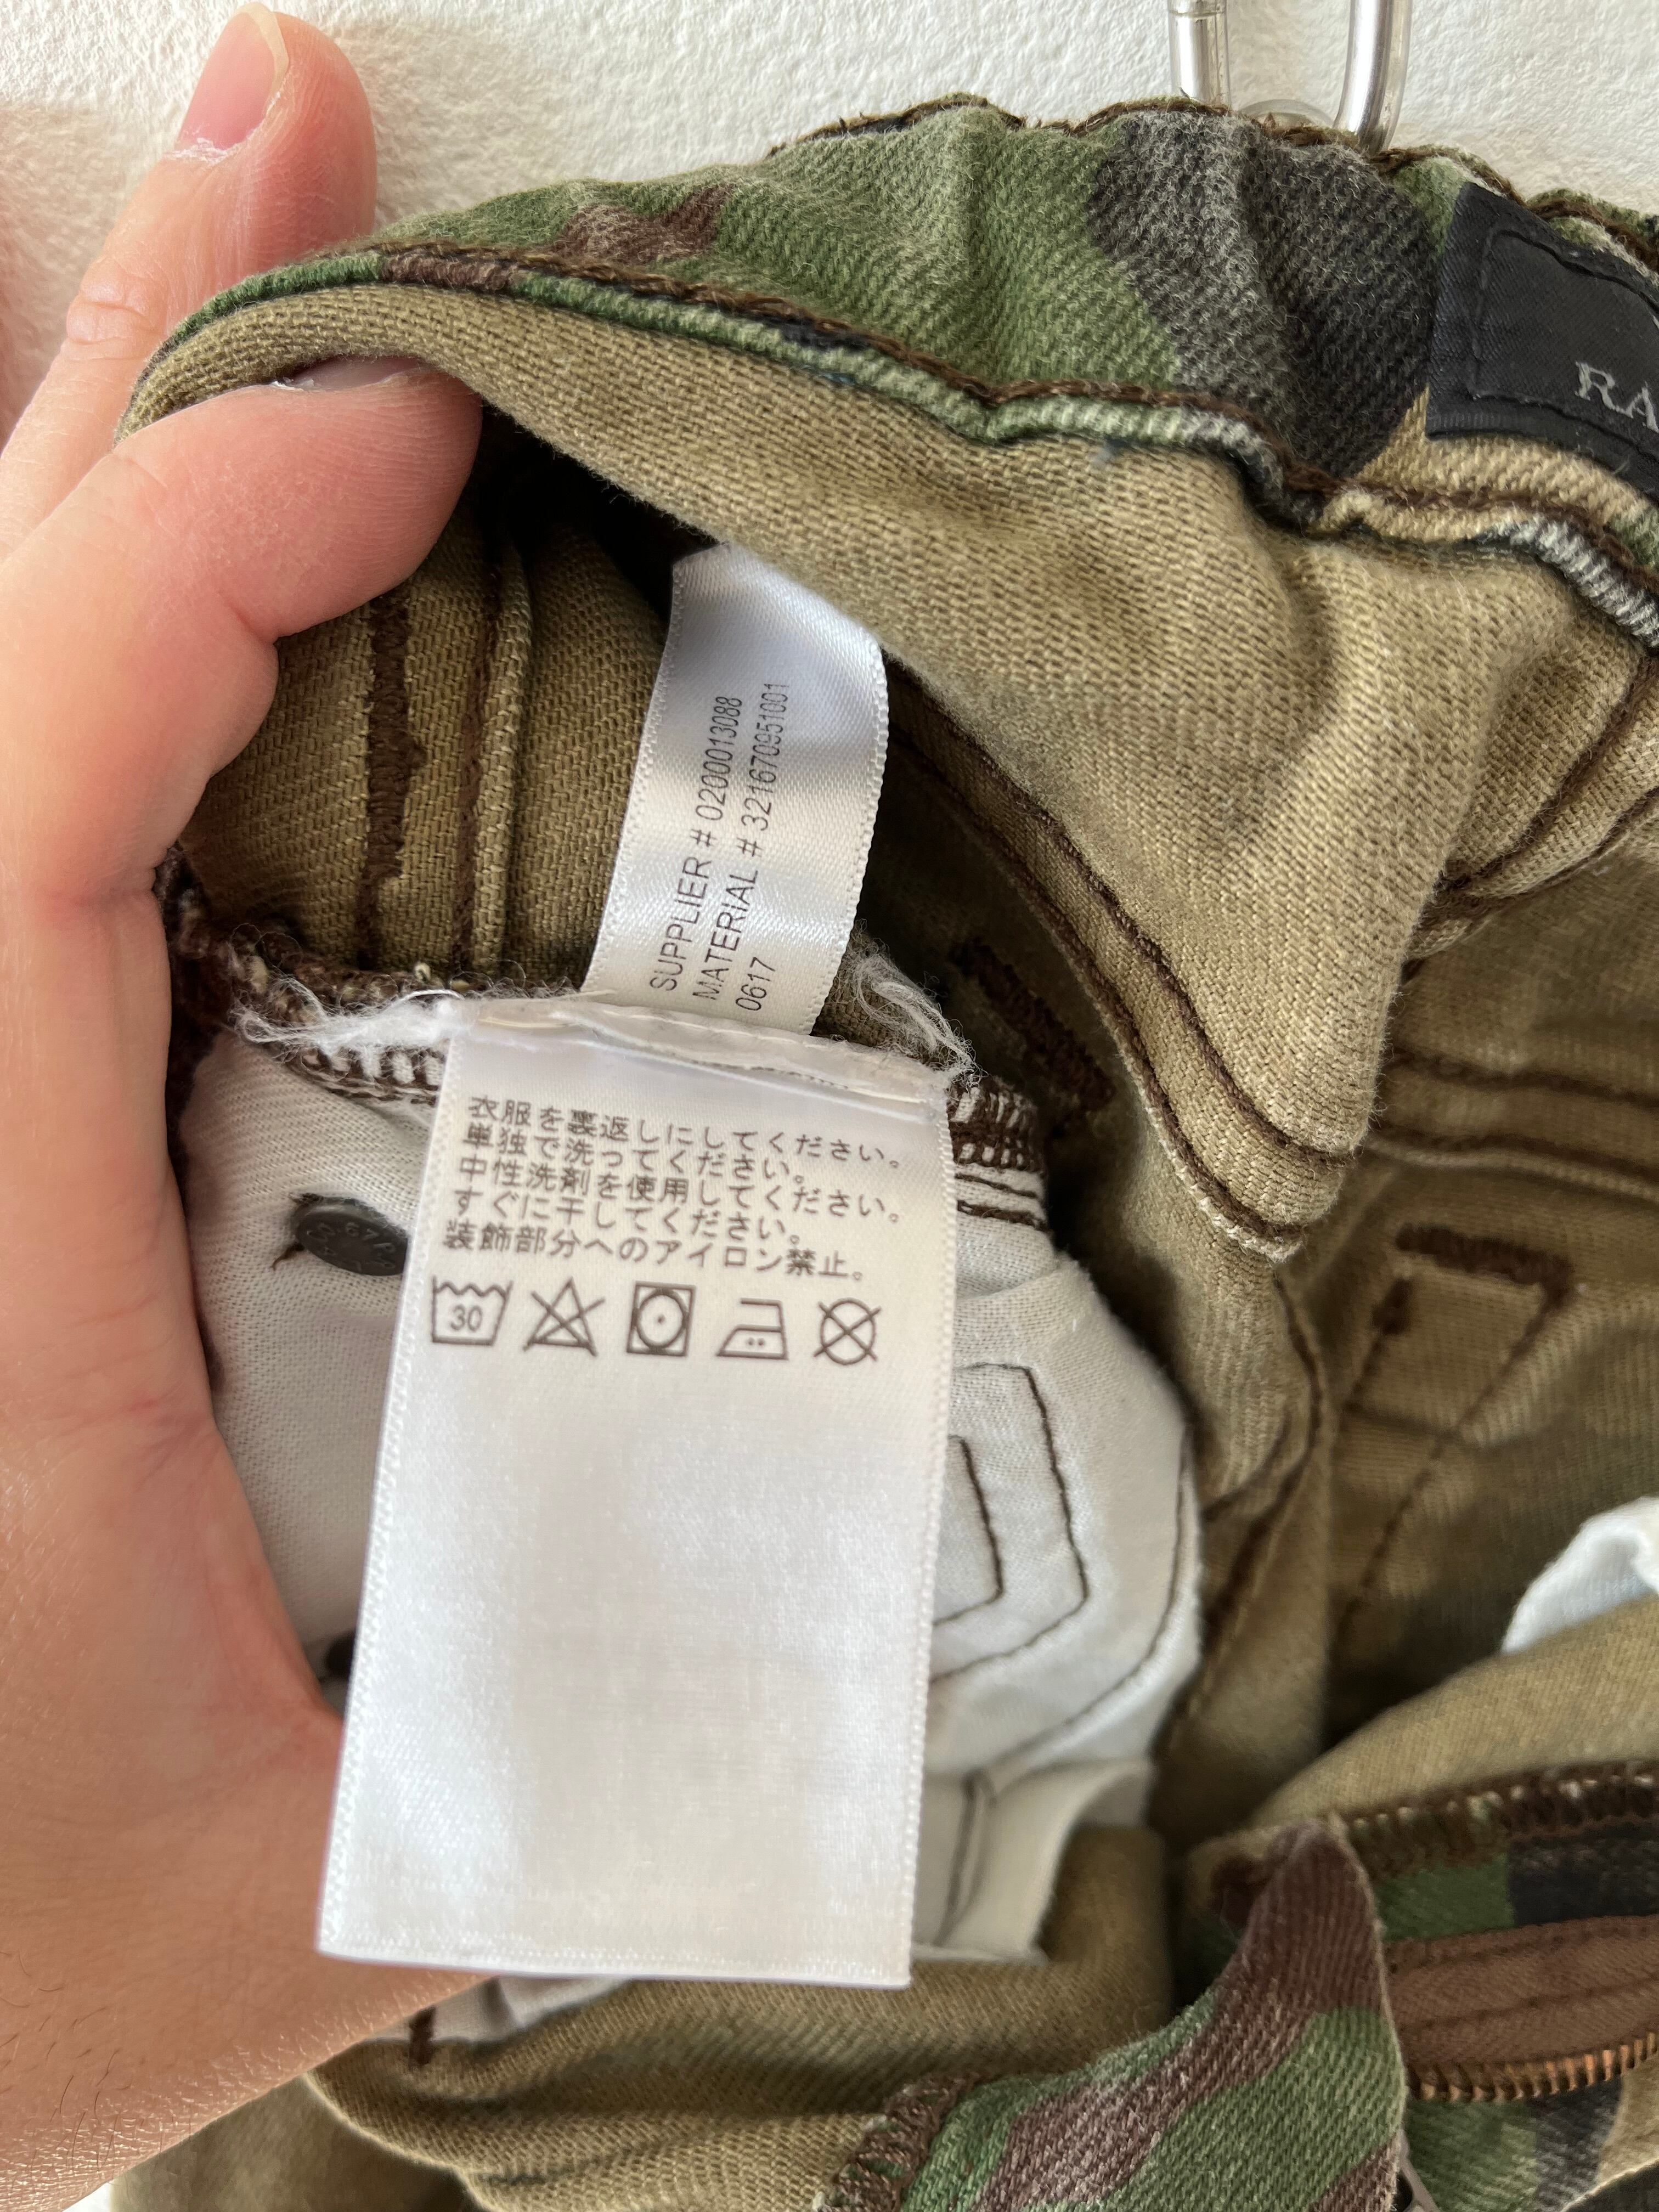 RA
SUPPLIER # 0200013088
MATERIAL # 321670951001
0617
衣服を裏返しにしてください。
単独で洗ってください。
中性洗剤を使用してください。
すぐに干してください。
装飾部分へのアイロン禁止。
30